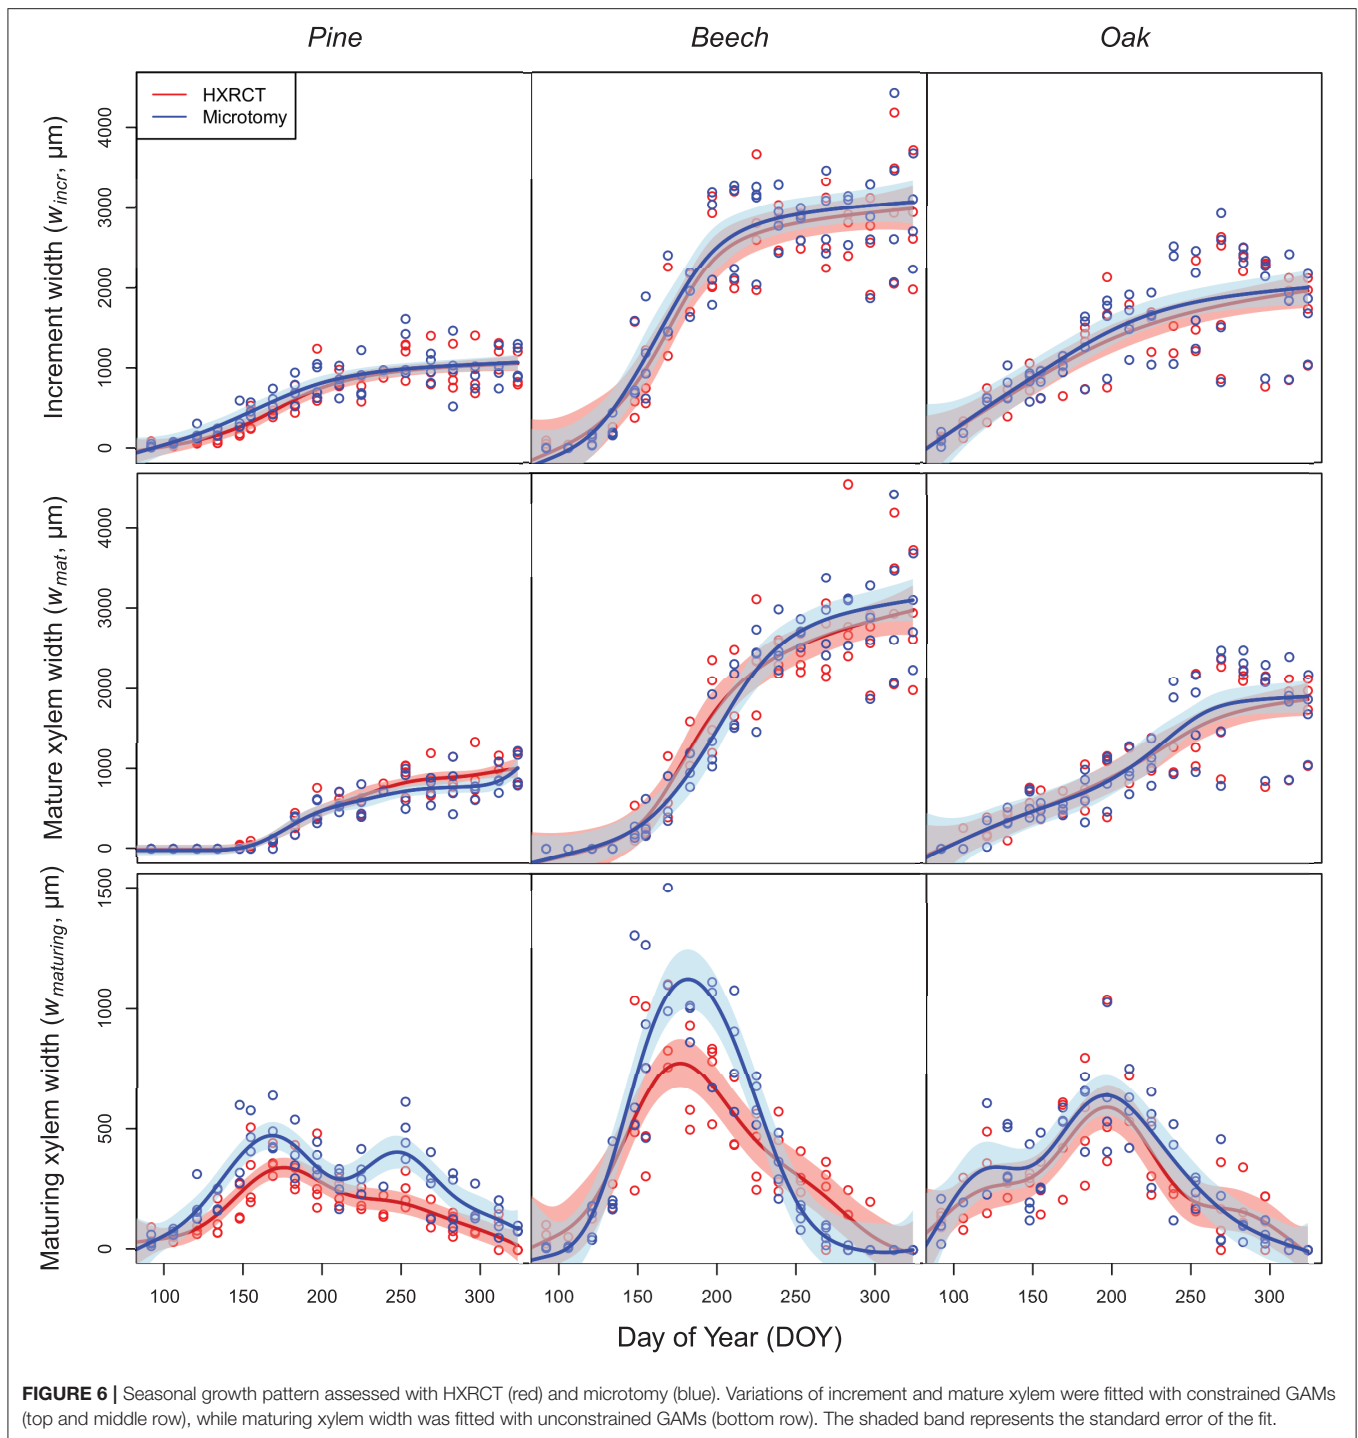 Pine Beech Oak
HXRCT
Microtomy
Increment width (wincr, μm)
0 1000 2000 3000 4000
Mature xylem width (wmat, μm)
0 1000 2000 3000 4000
Maturing xylem width (wmaturing, μm)
0 500 1000 1500
100 150 200 250 300 100 150 200 250 300 100 150 200 250 300
Day of Year (DOY)
FIGURE 6 | Seasonal growth pattern assessed with HXRCT (red) and microtomy (blue). Variations of increment and mature xylem were fitted with constrained GAMs
(top and middle row), while maturing xylem width was fitted with unconstrained GAMs (bottom row). The shaded band represents the standard error of the fit.